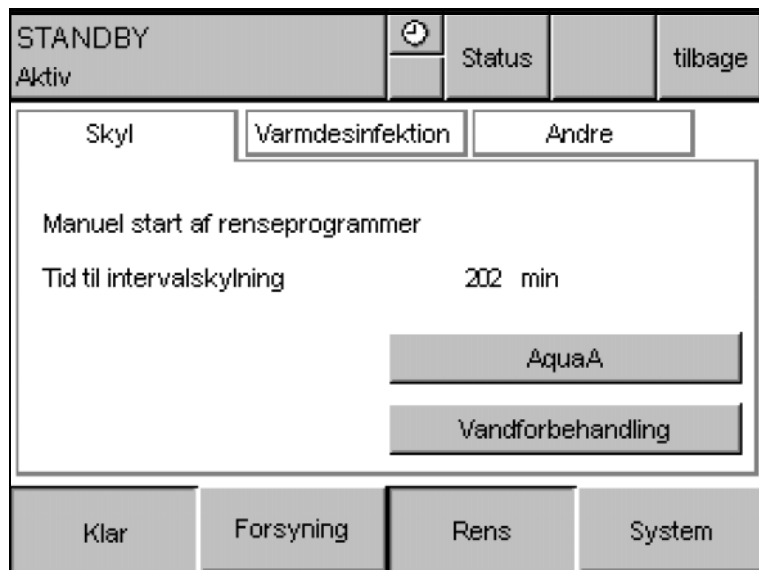 STANDBY
Aktiv
Status
tilbage
Skyl
Varmdesinfektion
Andre
Manuel start af renseprogrammer
Tid til intervalskylning 202 min
AquaA
Vandforbehandling
Klar
Forsyning
Rens
System